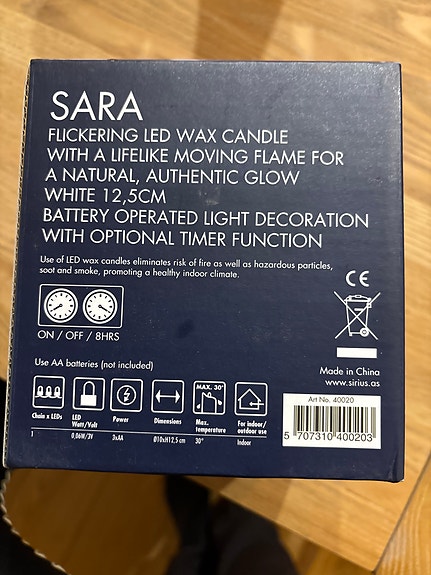 SARA
FLICKERING LED WAX CANDLE
WITH A LIFELIKE MOVING FLAME FOR
A NATURAL, AUTHENTIC GLOW
WHITE 12,5CM
BATTERY OPERATED LIGHT DECORATION
WITH OPTIONAL TIMER FUNCTION
Use of LED wax candles eliminates risk of fire as well as hazardous particles,
soot and smoke, promoting a healthy indoor climate.
CE
ON / OFF / 8HRS
Use AA batteries (not included)
Made in China
www.sirius.as
MAX. 30°
Chain x LEDs
LED Watt/Volt
Power
Dimensions
Max. temperature
For indoor/ outdoor use
1
0,06W/3V
3xAA
Ø10xH12,5 cm
30°
Indoor
Art No. 40020
5 707310 400203